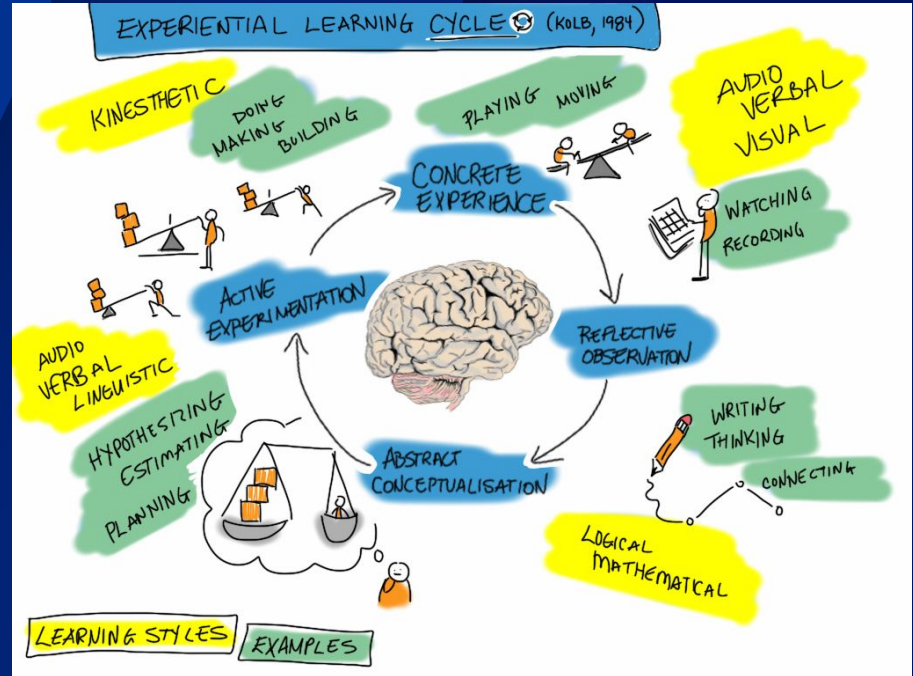 EXPERIENTIAL LEARNING CYCLE (KOLB, 1984)
KINESTHETIC
DOING
MAKING
BUILDING
PLAYING MOVING
AUDIO
VERBAL
VISUAL
CONCRETE
EXPERIENCE
WATCHING
RECORDING
ACTIVE
EXPERIMENTATION
REFLECTIVE
OBSERVATION
AUDIO
VERBAL
LINGUISTIC
HYPOTHESIZING
ESTIMATING
PLANNING
ABSTRACT
CONCEPTUALISATION
WRITING
THINKING
CONNECTING
LOGICAL
MATHEMATICAL
LEARNING STYLES
EXAMPLES